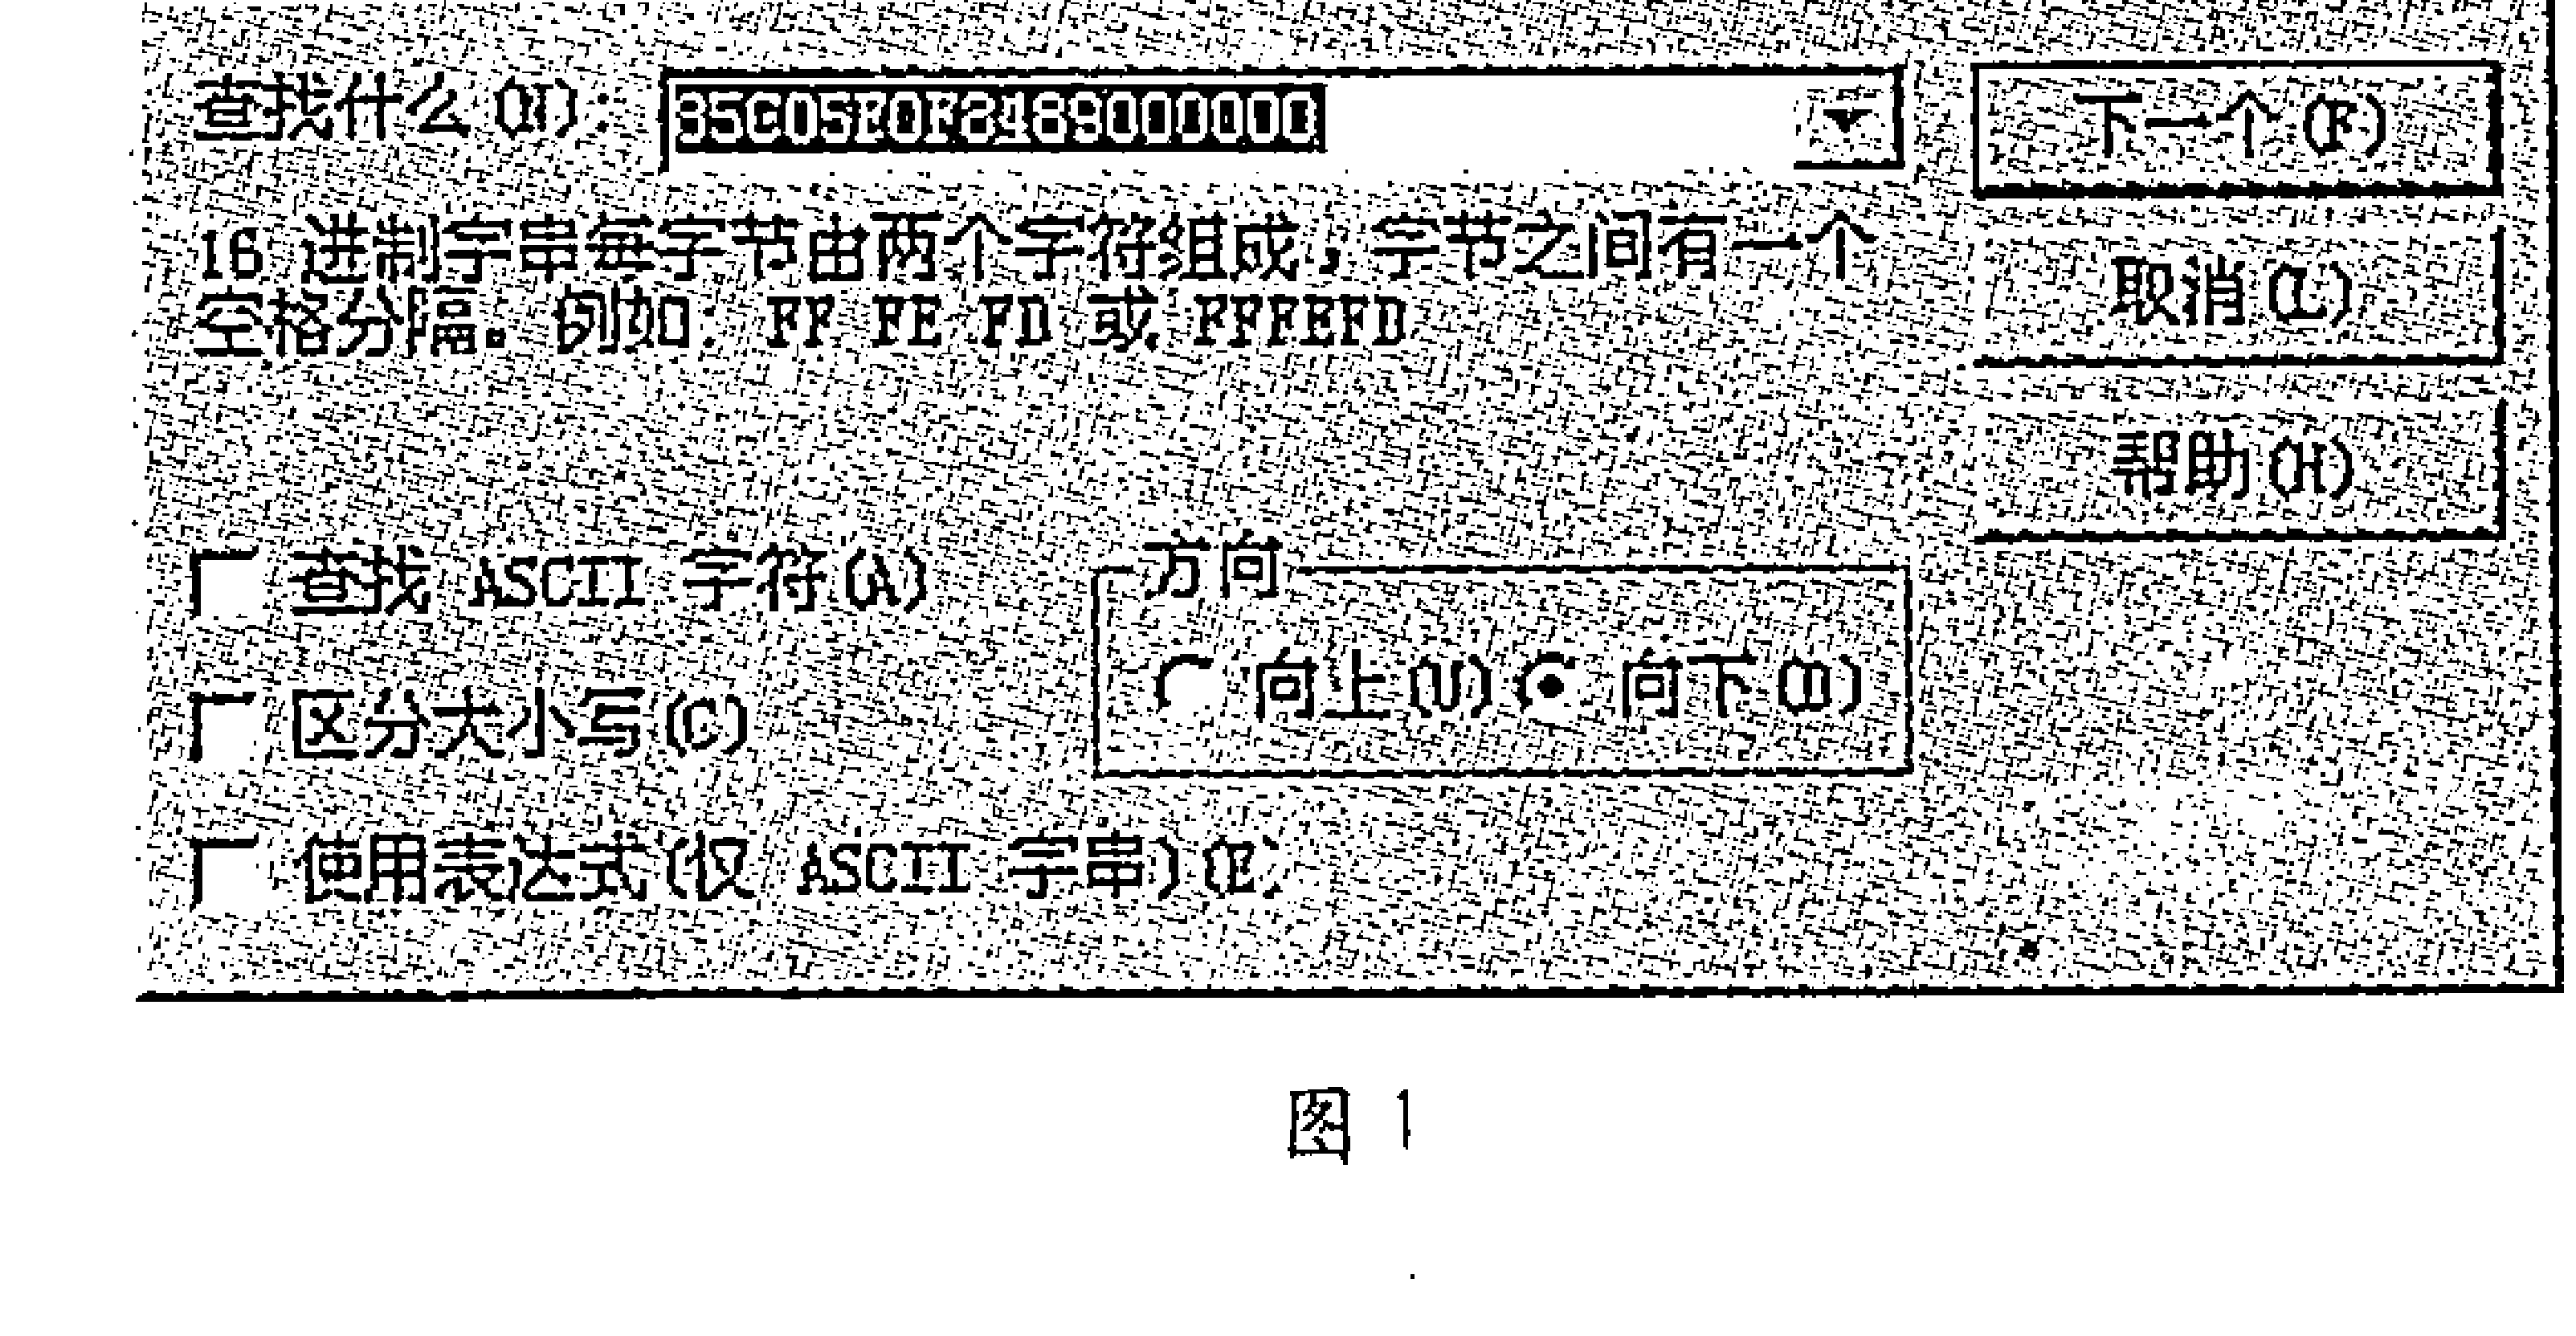 查找什么(N): 85C05E0F8489000000
下一个(F)
16 进制字串每字节由两个字符组成，字节之间有一个
空格分隔。例如: FF FE FD 或 FFFEFD
取消(L)
帮助(H)
查找 ASCII 字符(A)
方向
区分大小写(C)
向上(U) 向下(D)
使用表达式(仅 ASCII 字串)(E)
图 1